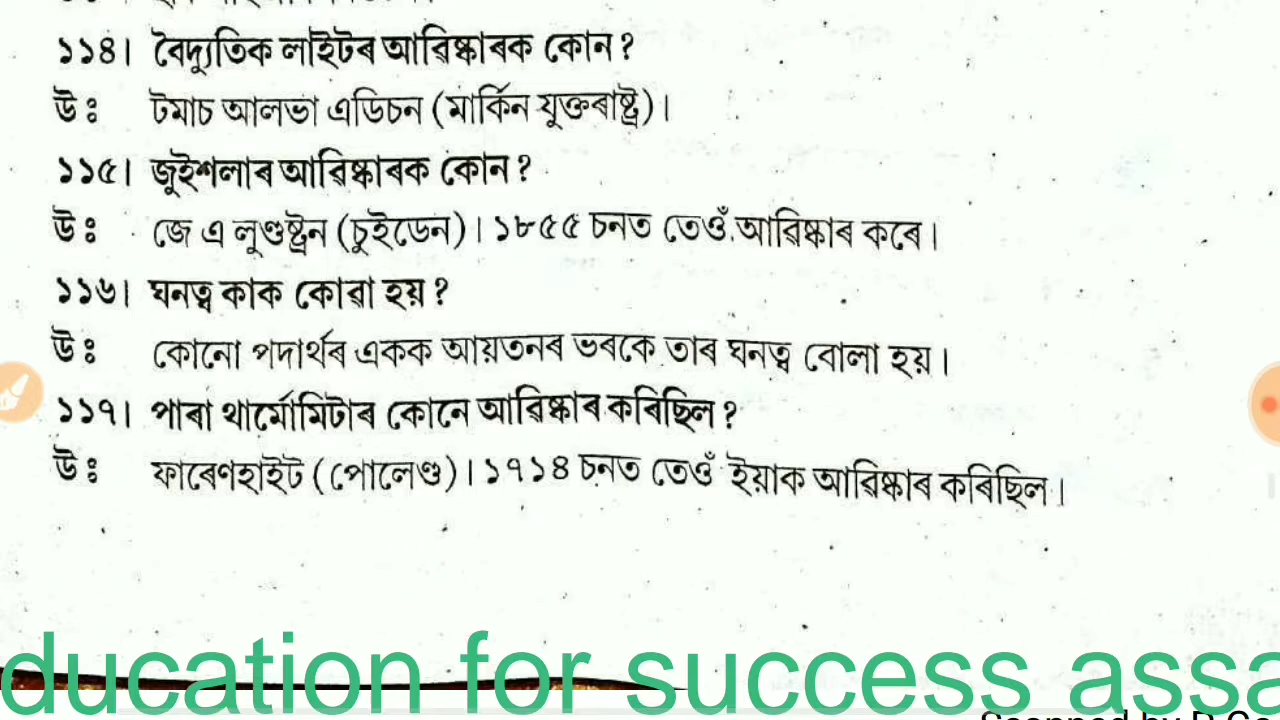 ১১৪। বৈদ্যুতিক লাইটৰ আৱিষ্কাৰক কোন?
উঃ টমাচ আলভা এডিচন (মাৰ্কিন যুক্তৰাষ্ট্ৰ)।
১১৫। জুইশলাৰ আৱিষ্কাৰক কোন?
উঃ জে এ লুণ্ডষ্ট্ৰন (চুইডেন)। ১৮৫৫ চনত তেওঁ আৱিষ্কাৰ কৰে।
১১৬। ঘনত্ব কাক কোৱা হয়?
উঃ কোনো পদাৰ্থৰ একক আয়তনৰ ভৰকে তাৰ ঘনত্ব বোলা হয়।
১১৭। পাৰা থাৰ্মোমিটাৰ কোনে আৱিষ্কাৰ কৰিছিল?
উঃ ফাৰেণহাইট (পোলেণ্ড)। ১৭১৪ চনত তেওঁ ইয়াক আৱিষ্কাৰ কৰিছিল।
ducation for success assa